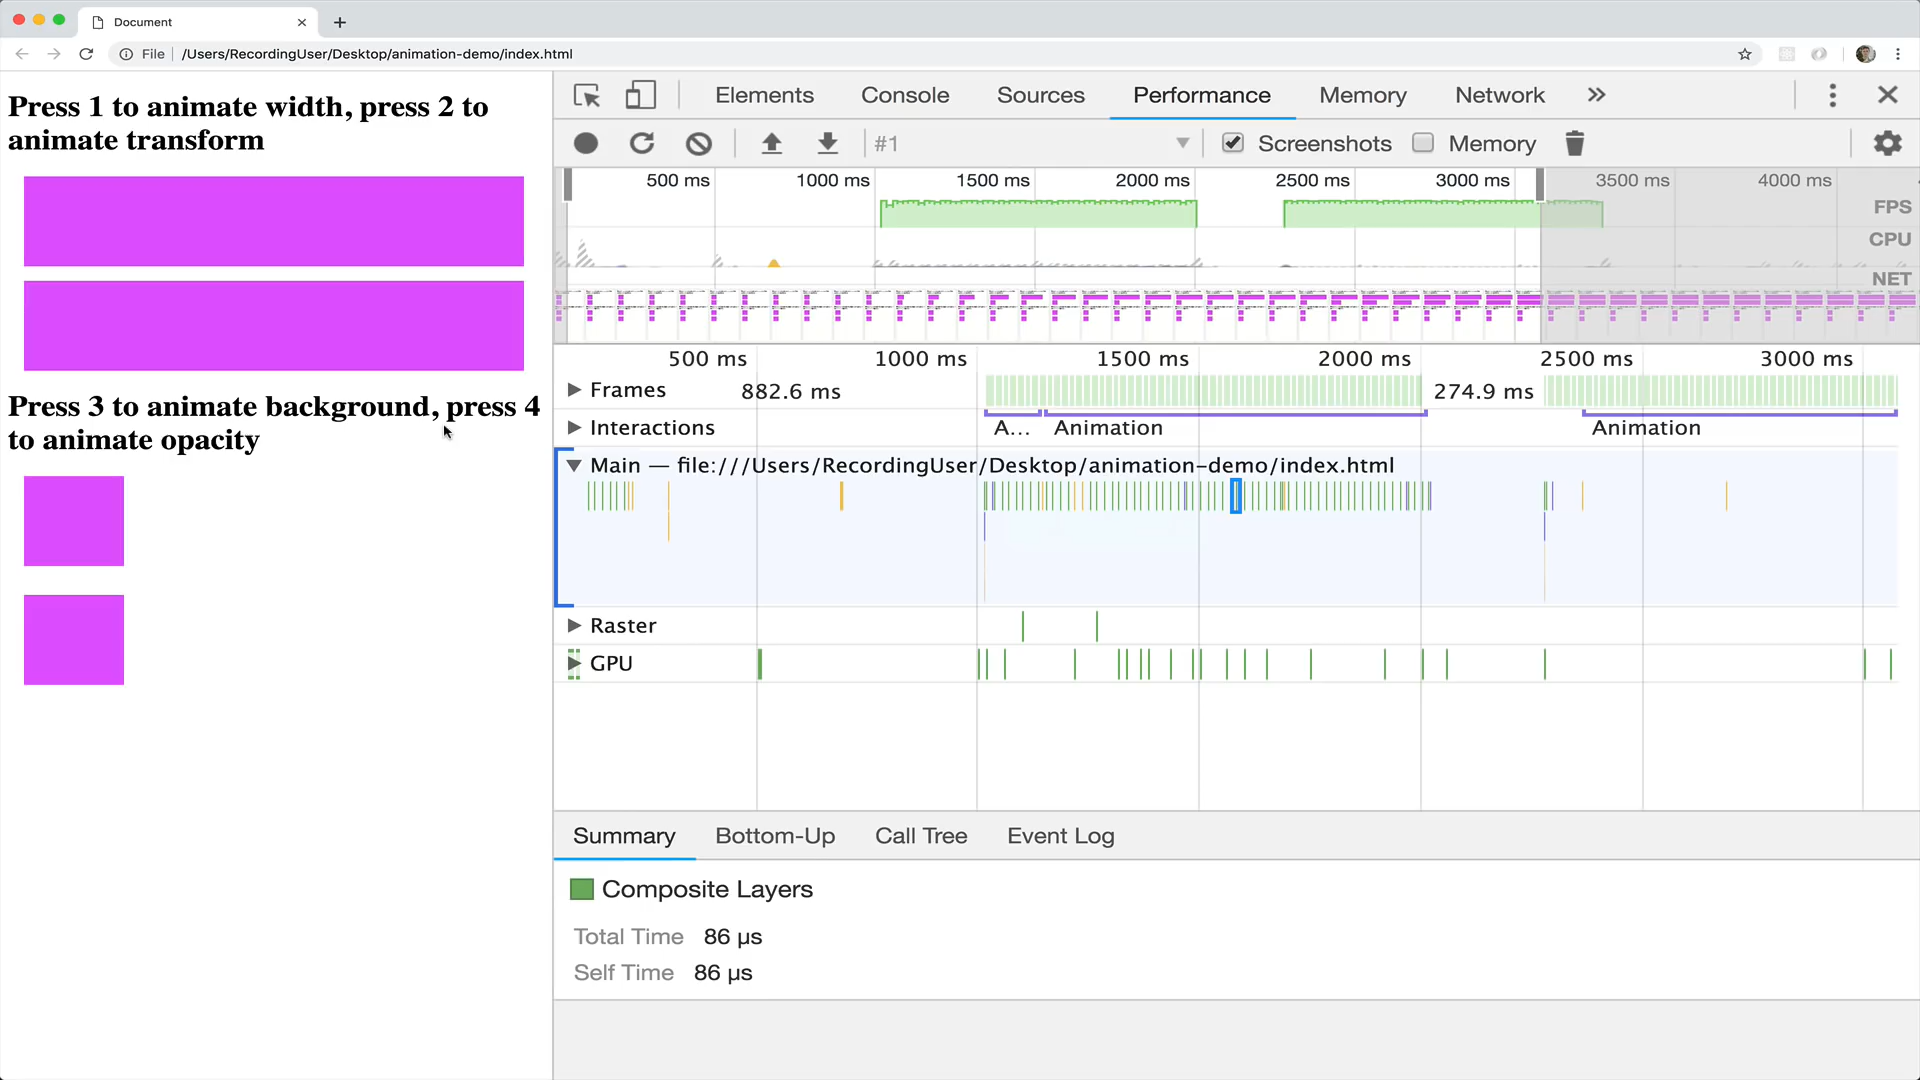 Document
File
/Users/RecordingUser/Desktop/animation-demo/index.html
Press 1 to animate width, press 2 to
animate transform
Press 3 to animate background, press 4
to animate opacity
Elements Console Sources Performance Memory Network
#1 Screenshots Memory
500 ms 1000 ms 1500 ms 2000 ms 2500 ms 3000 ms 3500 ms 4000 ms
FPS
CPU
NET
500 ms 1000 ms 1500 ms 2000 ms 2500 ms 3000 ms
Frames 882.6 ms 274.9 ms
Interactions A... Animation Animation
Main — file:///Users/RecordingUser/Desktop/animation-demo/index.html
Raster
GPU
Summary Bottom-Up Call Tree Event Log
Composite Layers
Total Time 86 μs
Self Time 86 μs